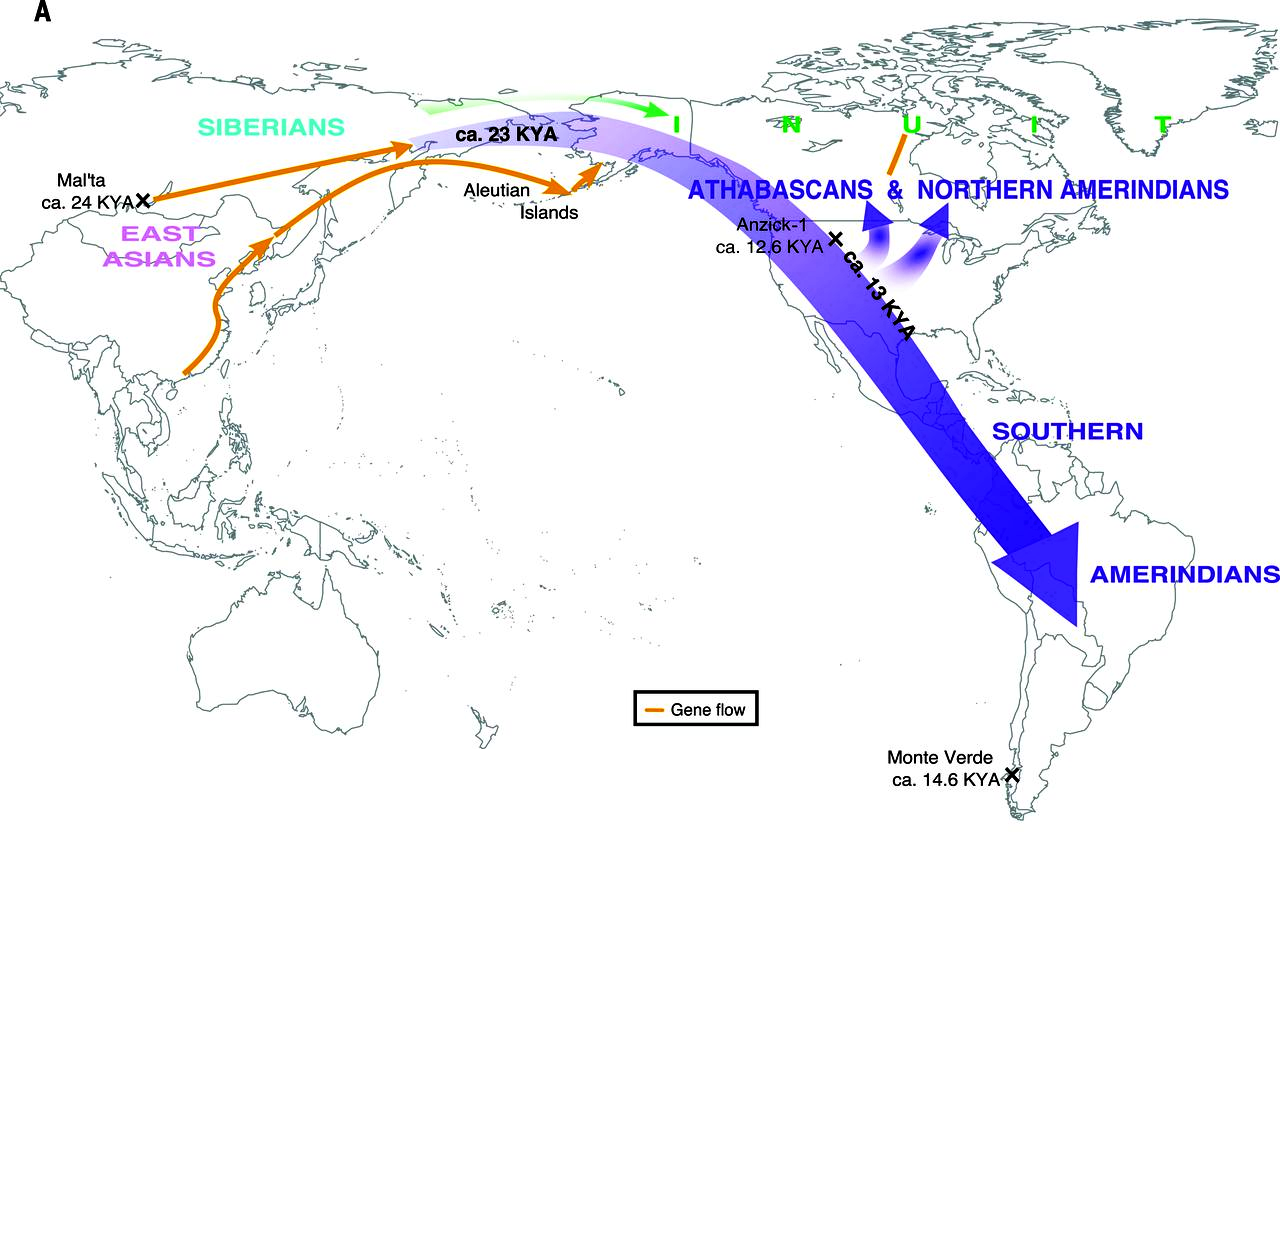 A
SIBERIANS
ca. 23 KYA
I N U I T
Mal'ta
ca. 24 KYA
EAST
ASIANS
Aleutian
Islands
ATHABASCANS & NORTHERN AMERINDIANS
Anzick-1
ca. 12.6 KYA
ca. 13 KYA
SOUTHERN
AMERINDIANS
Gene flow
Monte Verde
ca. 14.6 KYA